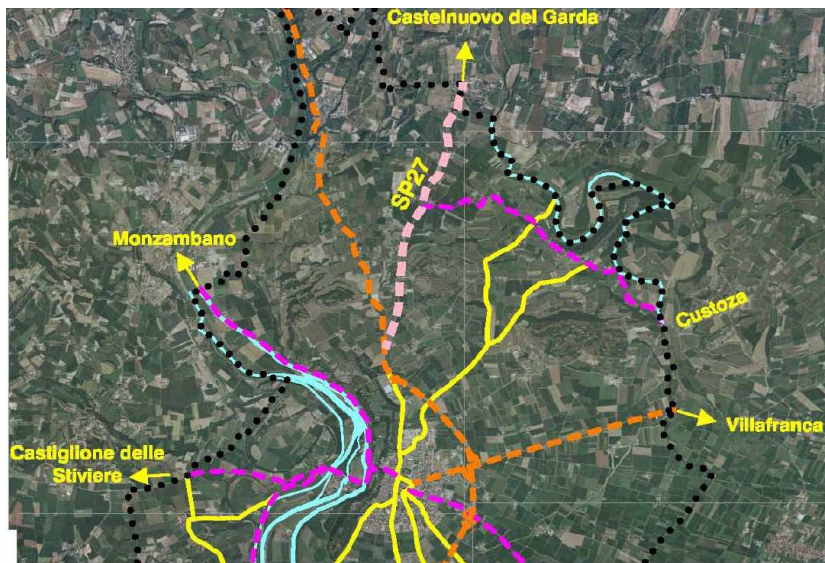 Castelnuovo del Garda
SP27
Monzambano
Custoza
Villafranca
Castiglione delle
Stiviere